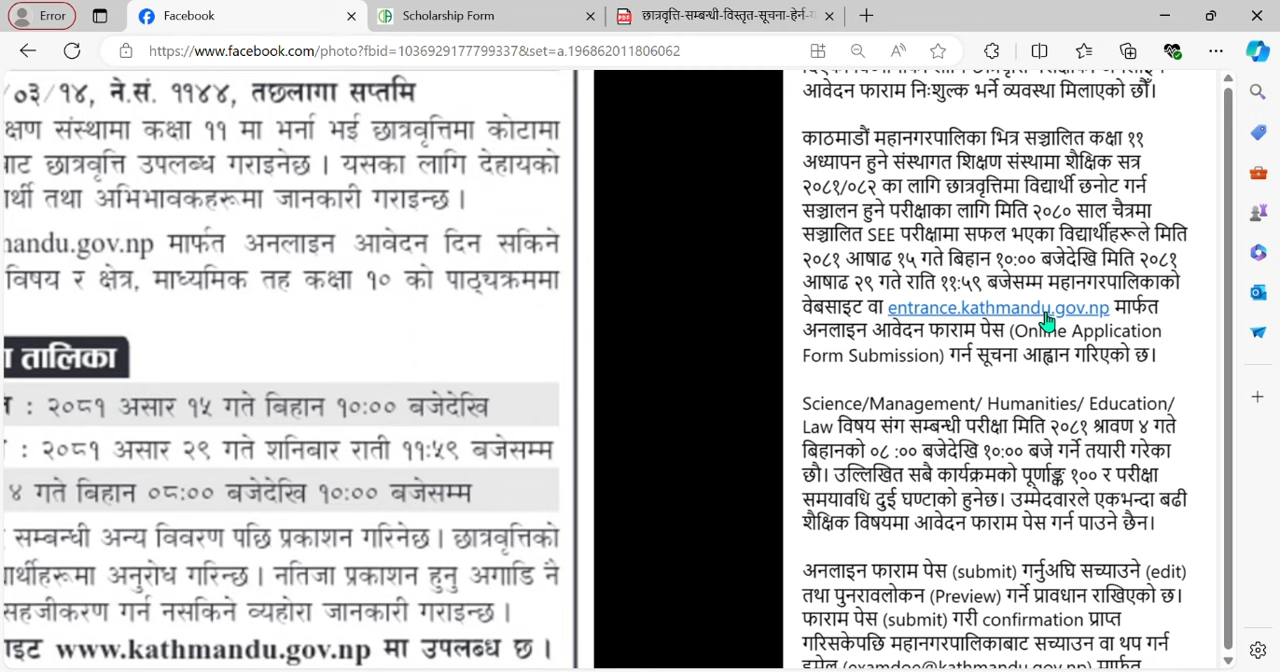 Error
Facebook
Scholarship Form
छात्रवृत्ति-सम्बन्धी-विस्तृत-सूचना-हेर्न-य
https://www.facebook.com/photo?fbid=1036929177799337&set=a.196862011806062
/०३/१४, ने.सं. ११४४, तछलागा सप्तमि
क्षण संस्थामा कक्षा ११ मा भर्ना भई छात्रवृत्तिमा कोटामा
बाट छात्रवृत्ति उपलब्ध गराइनेछ । यसका लागि देहायको
ार्थी तथा अभिभावकहरूमा जानकारी गराइन्छ ।
nandu.gov.np मार्फत अनलाइन आवेदन दिन सकिने
विषय र क्षेत्र, माध्यमिक तह कक्षा १० को पाठ्यक्रममा
तालिका
: २०८१ असार १५ गते बिहान १०:०० बजेदेखि
: २०८१ असार २९ गते शनिबार राती ११:५९ बजेसम्म
४ गते बिहान ०८:०० बजेदेखि १०:०० बजेसम्म
सम्बन्धी अन्य विवरण पछि प्रकाशन गरिनेछ । छात्रवृत्तिको
ार्थीहरूमा अनुरोध गरिन्छ । नतिजा प्रकाशन हुनु अगाडि नै
सहजीकरण गर्न नसकिने व्यहोरा जानकारी गराइन्छ ।
ाइट www.kathmandu.gov.np मा उपलब्ध छ ।
आवेदन फाराम निःशुल्क भर्ने व्यवस्था मिलाएको छौँ।
काठमाडौं महानगरपालिका भित्र सञ्चालित कक्षा ११
अध्यापन हुने संस्थागत शिक्षण संस्थामा शैक्षिक सत्र
२०८१/०८२ का लागि छात्रवृत्तिमा विद्यार्थी छनोट गर्न
सञ्चालन हुने परीक्षाका लागि मिति २०८० साल चैत्रमा
सञ्चालित SEE परीक्षामा सफल भएका विद्यार्थीहरूले मिति
२०८१ आषाढ १५ गते बिहान १०:०० बजेदेखि मिति २०८१
आषाढ २९ गते राति ११:५९ बजेसम्म महानगरपालिकाको
वेबसाइट वा entrance.kathmandu.gov.np मार्फत
अनलाइन आवेदन फाराम पेस (Online Application
Form Submission) गर्न सूचना आह्वान गरिएको छ।
Science/Management/ Humanities/ Education/
Law विषय संग सम्बन्धी परीक्षा मिति २०८१ श्रावण ४ गते
बिहानको ०८ :०० बजेदेखि १०:०० बजे गर्ने तयारी गरेका
छौ। उल्लिखित सबै कार्यक्रमको पूर्णाङ्क १०० र परीक्षा
समयावधि दुई घण्टाको हुनेछ। उम्मेदवारले एकभन्दा बढी
शैक्षिक विषयमा आवेदन फाराम पेस गर्न पाउने छैन।
अनलाइन फाराम पेस (submit) गर्नुअघि सच्याउने (edit)
तथा पुनरावलोकन (Preview) गर्ने प्रावधान राखिएको छ।
फाराम पेस (submit) गरी confirmation प्राप्त
गरिसकेपछि महानगरपालिकाबाट सच्याउन वा थप गर्न
इमेल (examdoe@kathmandu.gov.np) मार्फत